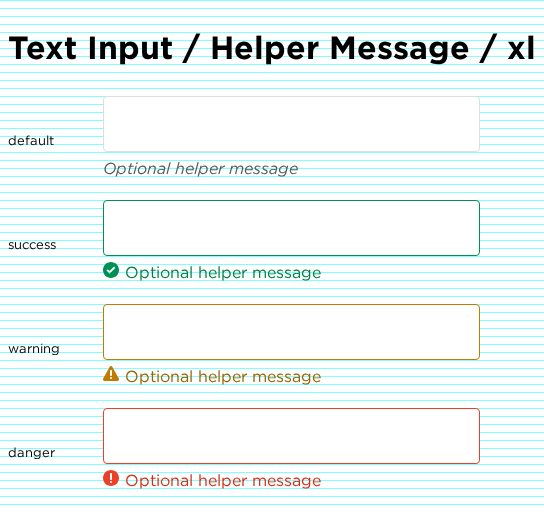 Text Input / Helper Message / xl
default
Optional helper message
success
Optional helper message
warning
Optional helper message
danger
Optional helper message